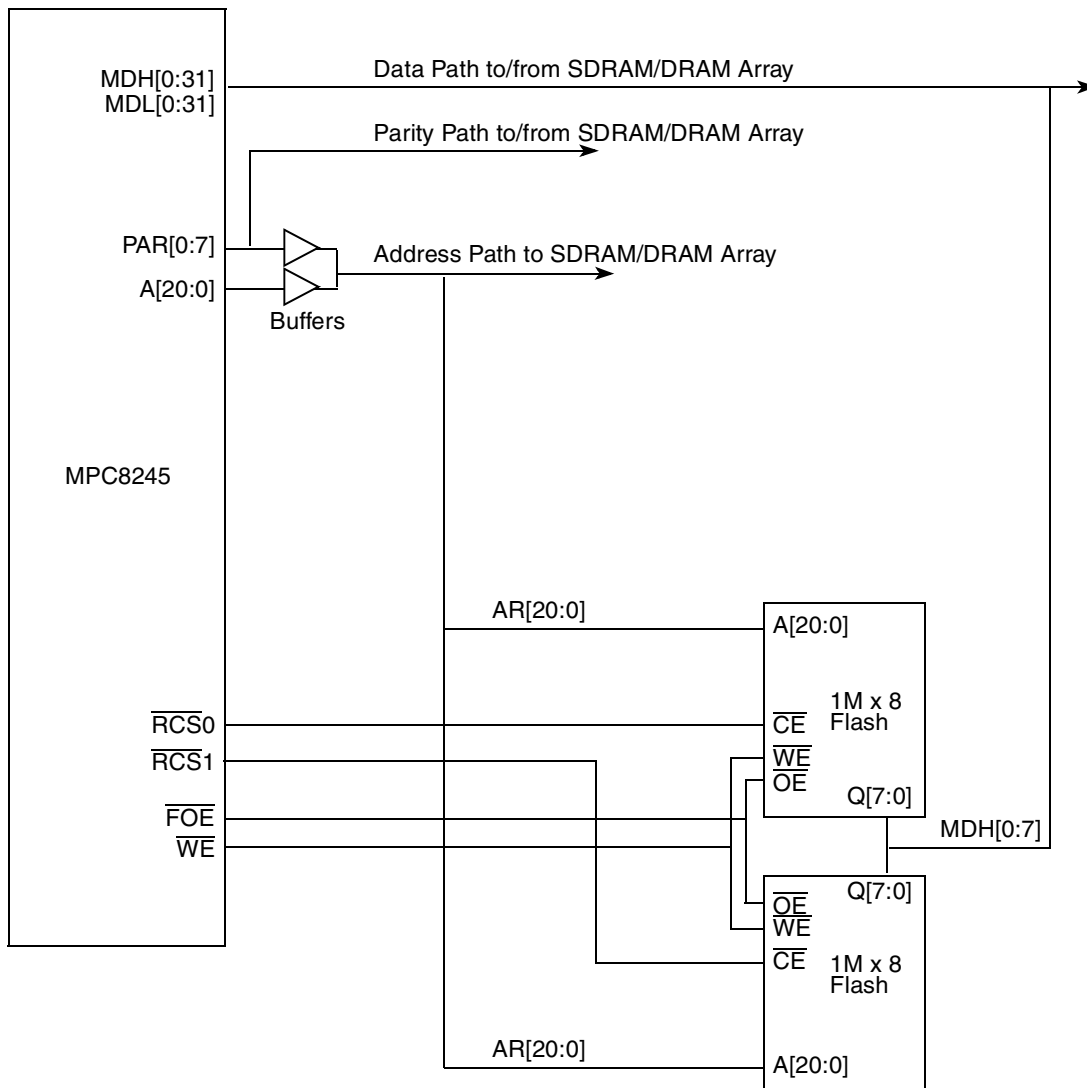 MDH[0:31]
MDL[0:31]
Data Path to/from SDRAM/DRAM Array
Parity Path to/from SDRAM/DRAM Array
PAR[0:7]
A[20:0]
Address Path to SDRAM/DRAM Array
Buffers
MPC8245
AR[20:0]
A[20:0]
1M x 8
Flash
RCS0
RCS1
FOE
WE
CE
WE
OE
Q[7:0]
MDH[0:7]
Q[7:0]
OE
WE
CE
1M x 8
Flash
AR[20:0]
A[20:0]